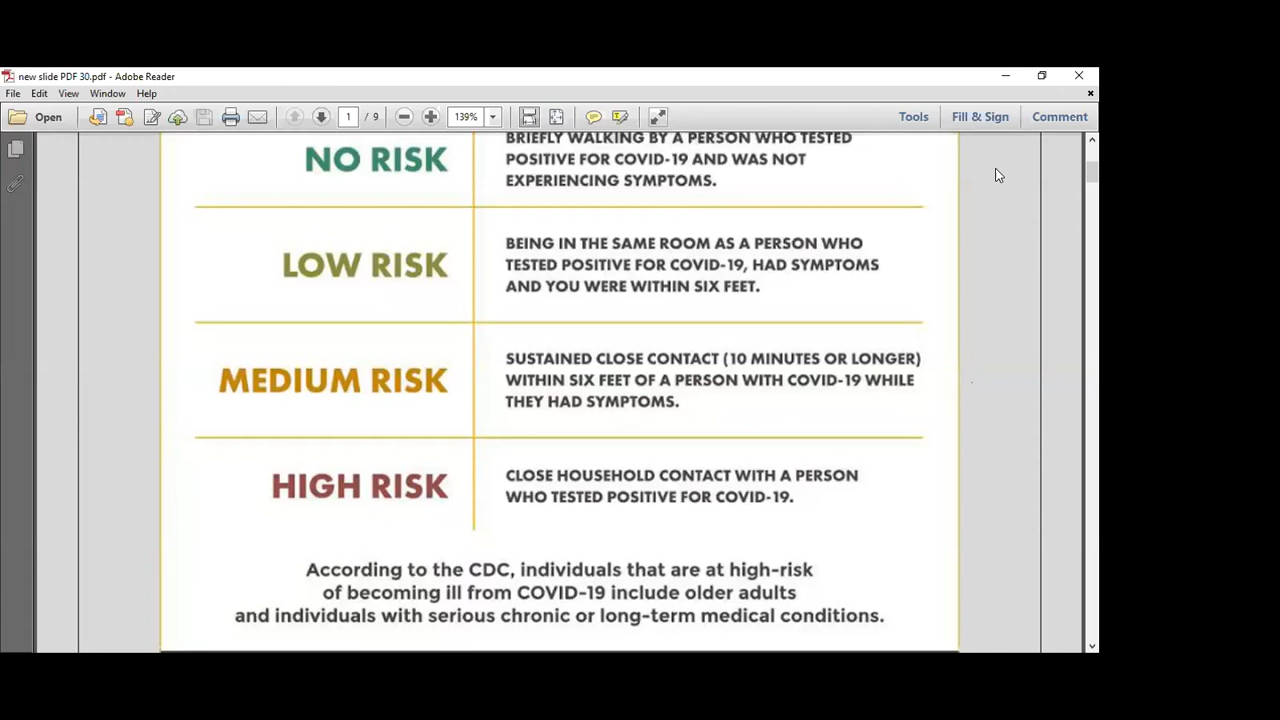 new slide PDF 30.pdf - Adobe Reader
File Edit View Window Help
Open 1 / 9 139% Tools Fill & Sign Comment
BRIEFLY WALKING BY A PERSON WHO TESTED
NO RISK POSITIVE FOR COVID-19 AND WAS NOT
EXPERIENCING SYMPTOMS.
BEING IN THE SAME ROOM AS A PERSON WHO
LOW RISK TESTED POSITIVE FOR COVID-19, HAD SYMPTOMS
AND YOU WERE WITHIN SIX FEET.
SUSTAINED CLOSE CONTACT (10 MINUTES OR LONGER)
MEDIUM RISK WITHIN SIX FEET OF A PERSON WITH COVID-19 WHILE
THEY HAD SYMPTOMS.
HIGH RISK CLOSE HOUSEHOLD CONTACT WITH A PERSON
WHO TESTED POSITIVE FOR COVID-19.
According to the CDC, individuals that are at high-risk
of becoming ill from COVID-19 include older adults
and individuals with serious chronic or long-term medical conditions.